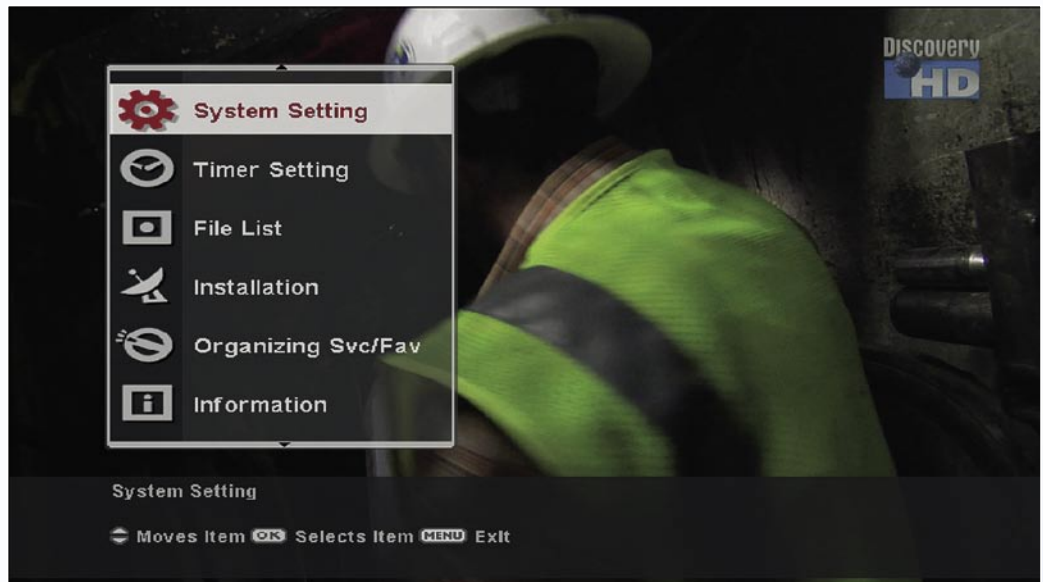 Discovery
HD
System Setting
Timer Setting
File List
Installation
Organizing Svc/Fav
Information
System Setting
Moves Item OK Selects Item MENU Exit